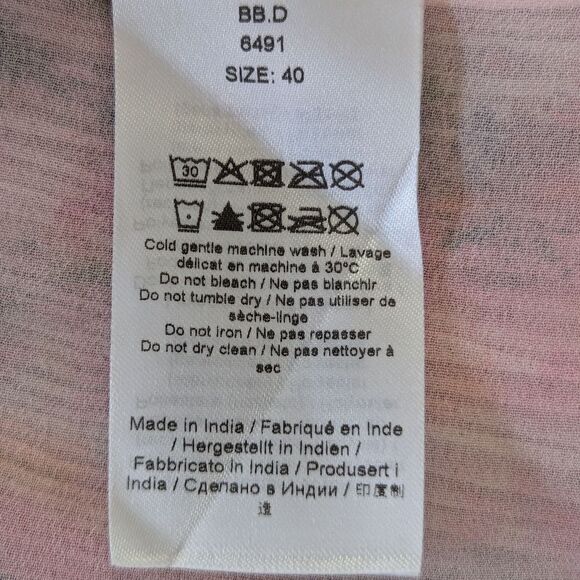 BB.D
6491
SIZE: 40
30
Cold gentle machine wash / Lavage
délicat en machine à 30°C
Do not bleach / Ne pas blanchir
Do not tumble dry / Ne pas utiliser de
sèche-linge
Do not iron / Ne pas repasser
Do not dry clean / Ne pas nettoyer à
sec
Made in India / Fabriqué en Inde
/ Hergestellt in Indien /
Fabbricato in India / Produsert i
India / Сделано в Индии / 印度制
造